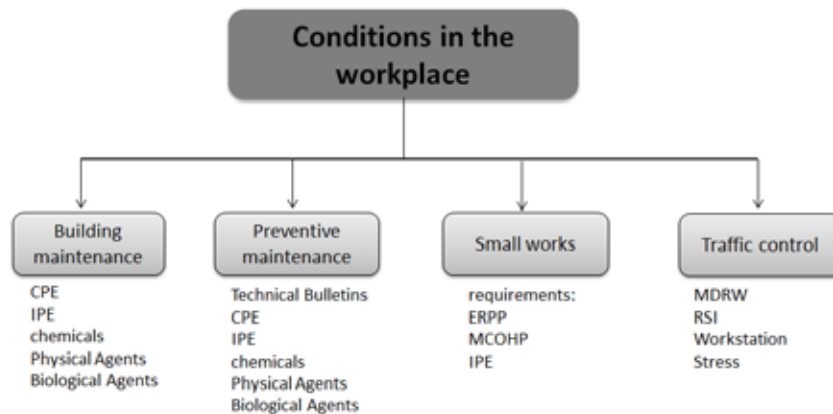 Conditions in the
workplace
Building
maintenance
CPE
IPE
chemicals
Physical Agents
Biological Agents
Preventive
maintenance
Technical Bulletins
CPE
IPE
chemicals
Physical Agents
Biological Agents
Small works
requirements:
ERPP
MCOHP
IPE
Traffic control
MDRW
RSI
Workstation
Stress